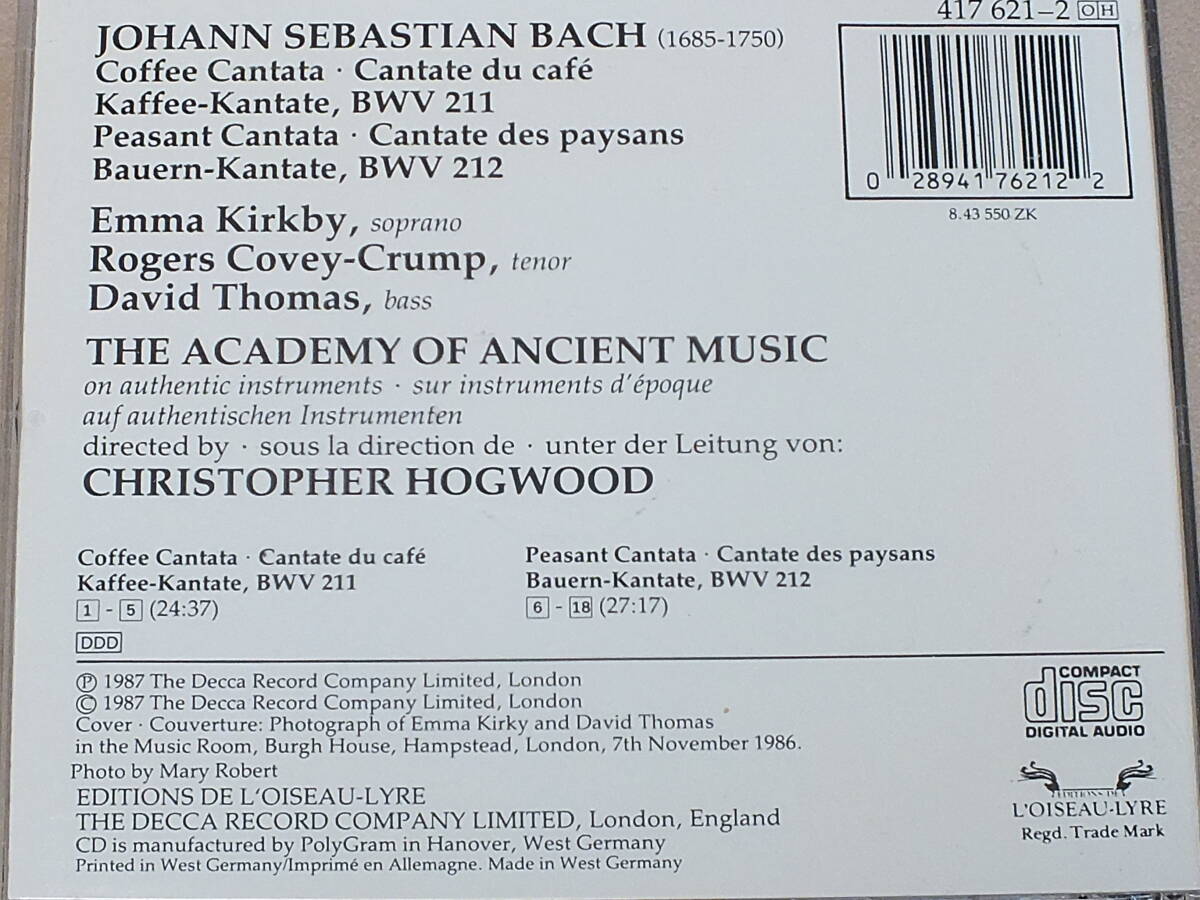 417 621-2 OH
JOHANN SEBASTIAN BACH (1685-1750)
Coffee Cantata · Cantate du café
Kaffee-Kantate, BWV 211
Peasant Cantata · Cantate des paysans
Bauern-Kantate, BWV 212
0 28941 76212 2
8.43 550 ZK
Emma Kirkby, soprano
Rogers Covey-Crump, tenor
David Thomas, bass
THE ACADEMY OF ANCIENT MUSIC
on authentic instruments · sur instruments d'époque
auf authentischen Instrumenten
directed by · sous la direction de · unter der Leitung von:
CHRISTOPHER HOGWOOD
Coffee Cantata · Cantate du café
Kaffee-Kantate, BWV 211
1 - 5 (24:37)
Peasant Cantata · Cantate des paysans
Bauern-Kantate, BWV 212
6 - 18 (27:17)
DDD
℗ 1987 The Decca Record Company Limited, London
© 1987 The Decca Record Company Limited, London
Cover · Couverture: Photograph of Emma Kirky and David Thomas
in the Music Room, Burgh House, Hampstead, London, 7th November 1986.
Photo by Mary Robert
EDITIONS DE L'OISEAU-LYRE
THE DECCA RECORD COMPANY LIMITED, London, England
CD is manufactured by PolyGram in Hanover, West Germany
Printed in West Germany/Imprimé en Allemagne. Made in West Germany
COMPACT
disc
DIGITAL AUDIO
EDITIONS DE
L'OISEAU-LYRE
Regd. Trade Mark